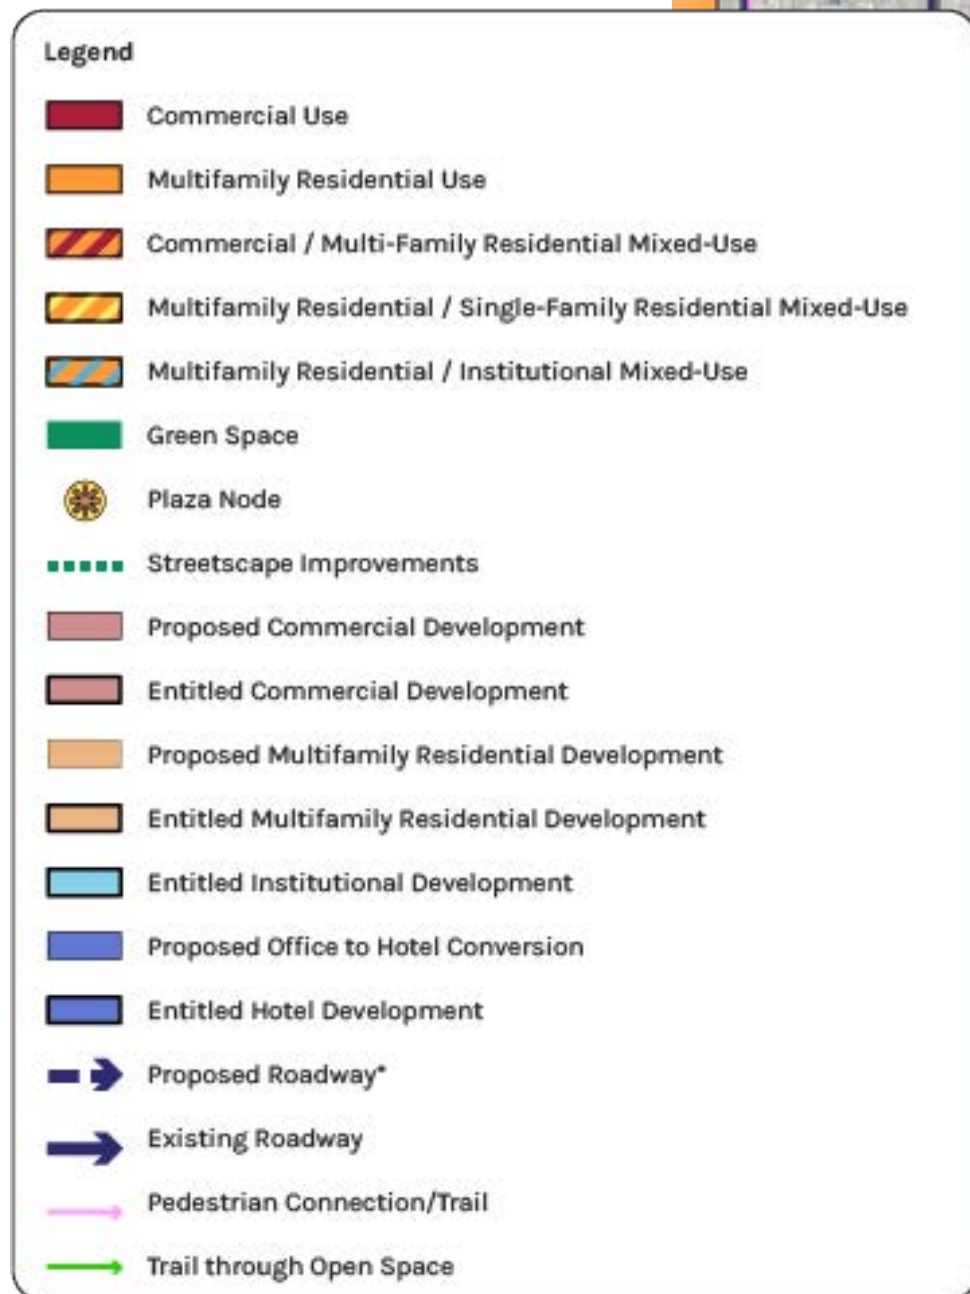 Legend
Commercial Use
Multifamily Residential Use
Commercial / Multi-Family Residential Mixed-Use
Multifamily Residential / Single-Family Residential Mixed-Use
Multifamily Residential / Institutional Mixed-Use
Green Space
Plaza Node
Streetscape Improvements
Proposed Commercial Development
Entitled Commercial Development
Proposed Multifamily Residential Development
Entitled Multifamily Residential Development
Entitled Institutional Development
Proposed Office to Hotel Conversion
Entitled Hotel Development
Proposed Roadway*
Existing Roadway
Pedestrian Connection/Trail
Trail through Open Space